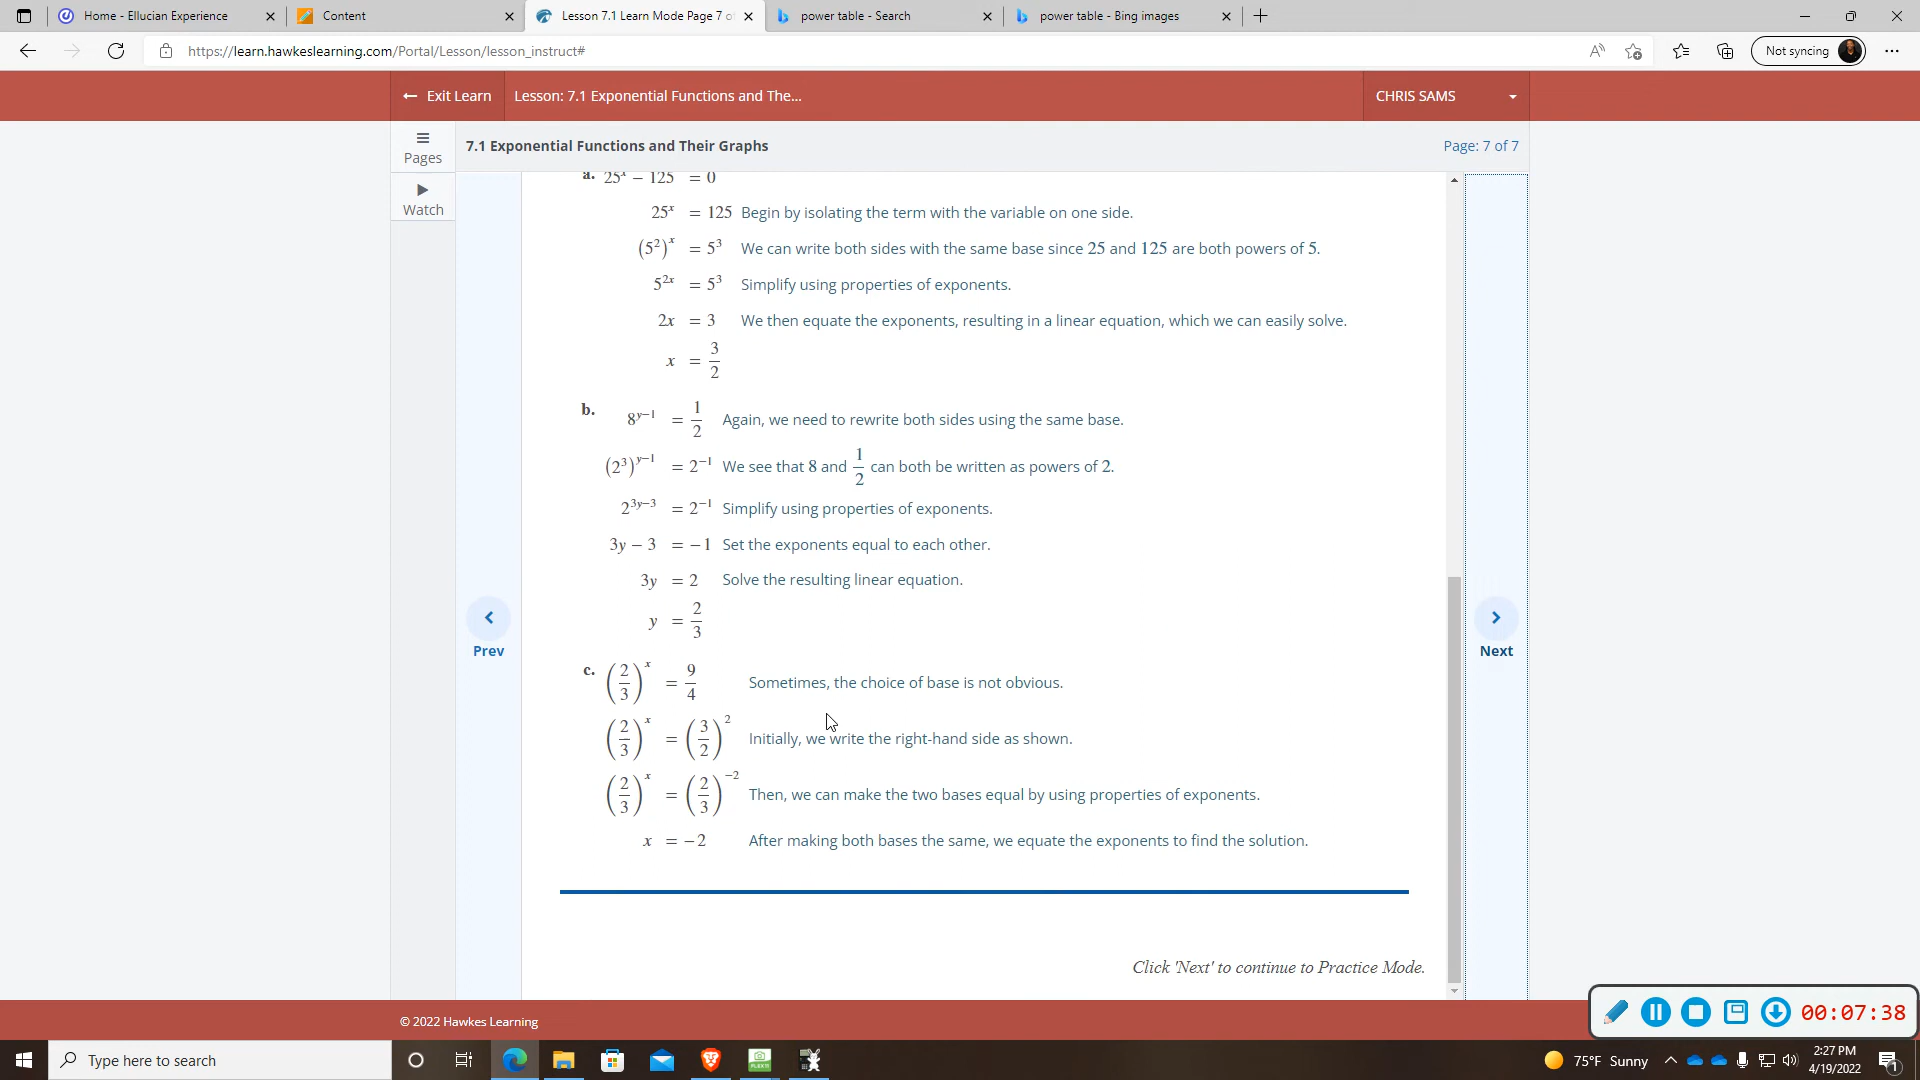 Home - Ellucian Experience
Content
Lesson 7.1 Learn Mode Page 7 o
power table - Search
power table - Bing images
https://learn.hawkeslearning.com/Portal/Lesson/lesson_instruct#
Not syncing
← Exit Learn
Lesson: 7.1 Exponential Functions and The...
CHRIS SAMS
Pages
7.1 Exponential Functions and Their Graphs
Page: 7 of 7
Watch
a. 25ˣ − 125 = 0
25ˣ = 125 Begin by isolating the term with the variable on one side.
(5²)ˣ = 5³ We can write both sides with the same base since 25 and 125 are both powers of 5.
5²ˣ = 5³ Simplify using properties of exponents.
2x = 3 We then equate the exponents, resulting in a linear equation, which we can easily solve.
x = 3/2
b. 8^(y−1) = 1/2 Again, we need to rewrite both sides using the same base.
(2³)^(y−1) = 2⁻¹ We see that 8 and 1/2 can both be written as powers of 2.
2^(3y−3) = 2⁻¹ Simplify using properties of exponents.
3y − 3 = −1 Set the exponents equal to each other.
3y = 2 Solve the resulting linear equation.
y = 2/3
c. (2/3)ˣ = 9/4 Sometimes, the choice of base is not obvious.
(2/3)ˣ = (3/2)² Initially, we write the right-hand side as shown.
(2/3)ˣ = (2/3)⁻² Then, we can make the two bases equal by using properties of exponents.
x = −2 After making both bases the same, we equate the exponents to find the solution.
Prev
Next
Click 'Next' to continue to Practice Mode.
© 2022 Hawkes Learning
00:07:38
Type here to search
75°F Sunny
2:27 PM
4/19/2022
1